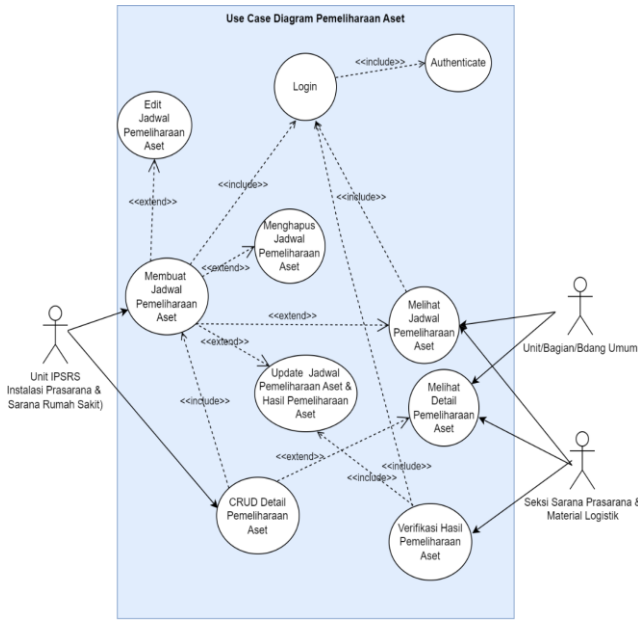 Use Case Diagram Pemeliharaan Aset
<<include>>
Authenticate
Login
Edit
Jadwal
Pemeliharaan
Aset
<<include>>
<<include>>
<<extend>>
Menghapus
Jadwal
Pemeliharaan
Aset
<<extend>>
Membuat
Jadwal
Pemeliharaan
Aset
<<extend>>
Melihat
Jadwal
Pemeliharaan
Aset
<<extend>>
Unit IPSRS
Instalasi Prasarana &
Sarana Rumah Sakit)
Unit/Bagian/Bdang Umum
Update Jadwal
Pemeliharaan Aset &
Hasil Pemeliharaan
Aset
Melihat
Detail
Pemeliharaan
Aset
<<include>>
<<extend>>
<<include>>
<<include>>
CRUD Detail
Pemeliharaan
Aset
Verifikasi Hasil
Pemeliharaan
Aset
Seksi Sarana Prasarana &
Material Logistik